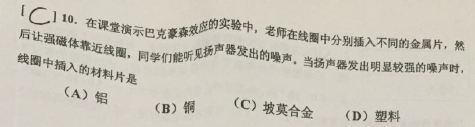 [ C ] 10. 在课堂演示巴克豪森效应的实验中，老师在线圈中分别插入不同的金属片，然
后让强磁体靠近线圈，同学们能听见扬声器发出的噪声。当扬声器发出明显较强的噪声时，
线圈中插入的材料片是
(A) 铝 (B) 铜 (C) 坡莫合金 (D) 塑料